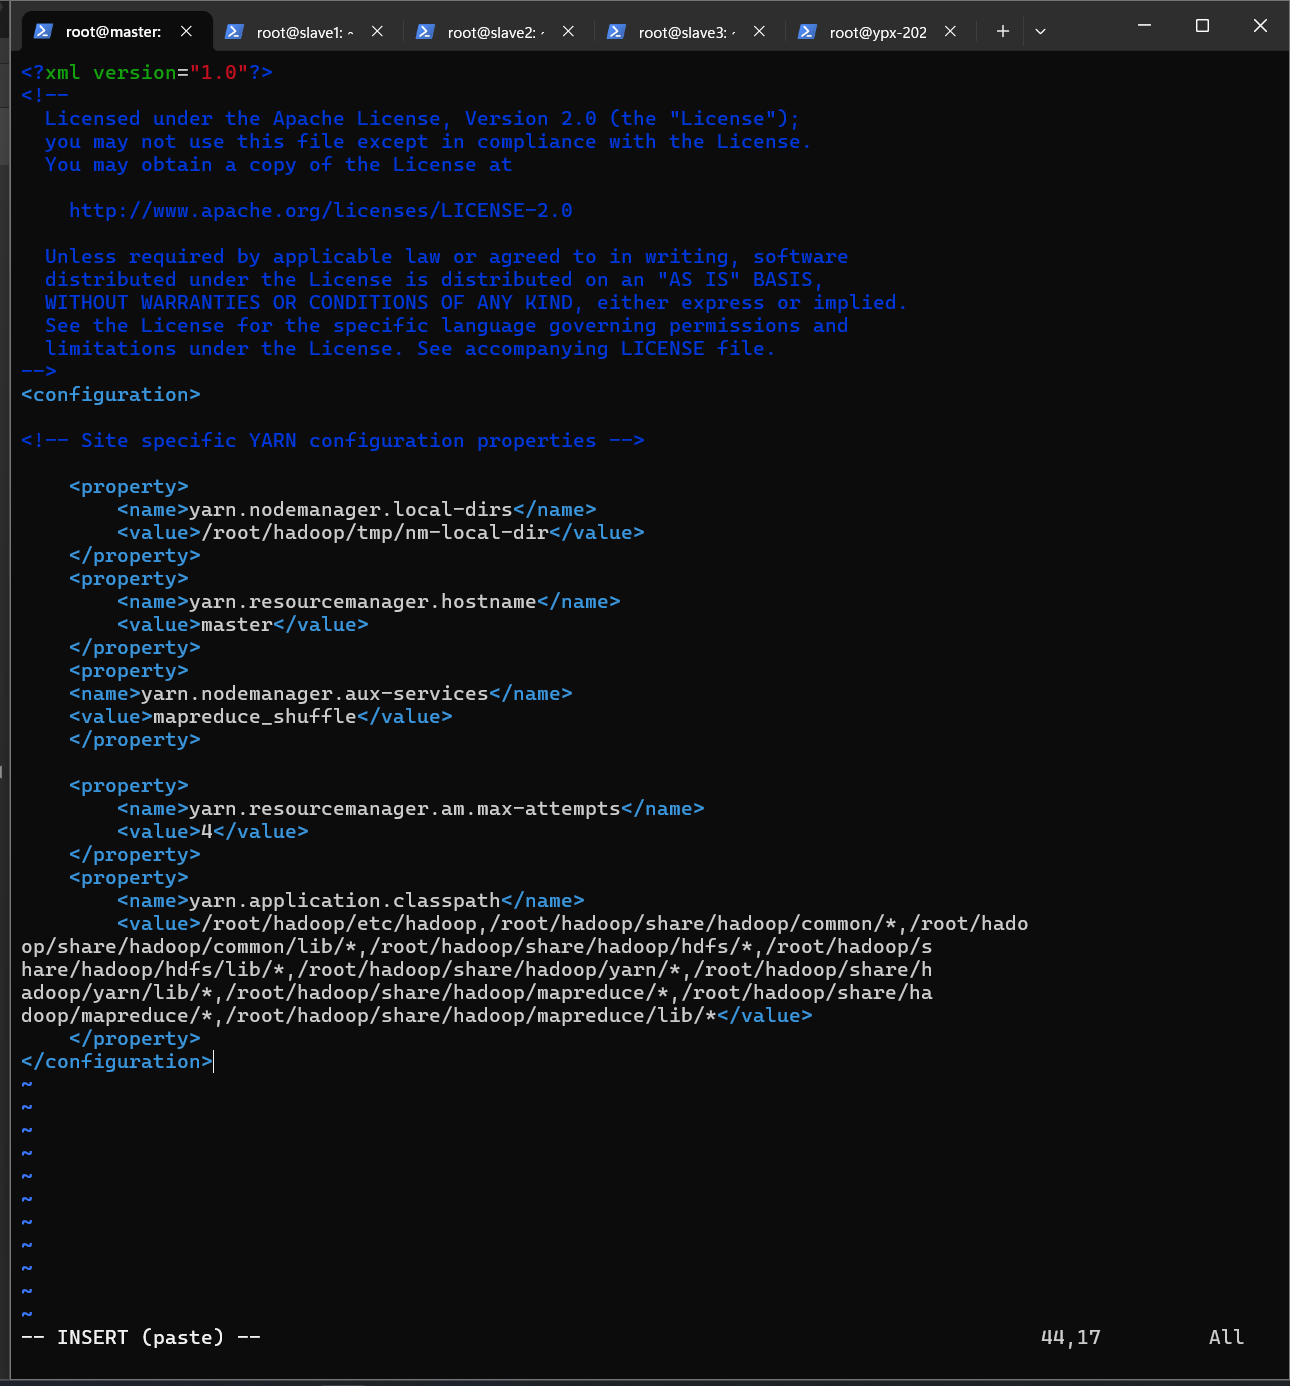 root@master:
root@slave1: ~
root@slave2:
root@slave3:
root@ypx-202
<?xml version="1.0"?>
<!--
  Licensed under the Apache License, Version 2.0 (the "License");
  you may not use this file except in compliance with the License.
  You may obtain a copy of the License at

    http://www.apache.org/licenses/LICENSE-2.0

  Unless required by applicable law or agreed to in writing, software
  distributed under the License is distributed on an "AS IS" BASIS,
  WITHOUT WARRANTIES OR CONDITIONS OF ANY KIND, either express or implied.
  See the License for the specific language governing permissions and
  limitations under the License. See accompanying LICENSE file.
-->
<configuration>

<!-- Site specific YARN configuration properties -->

    <property>
        <name>yarn.nodemanager.local-dirs</name>
        <value>/root/hadoop/tmp/nm-local-dir</value>
    </property>
    <property>
        <name>yarn.resourcemanager.hostname</name>
        <value>master</value>
    </property>
    <property>
    <name>yarn.nodemanager.aux-services</name>
    <value>mapreduce_shuffle</value>
    </property>

    <property>
        <name>yarn.resourcemanager.am.max-attempts</name>
        <value>4</value>
    </property>
    <property>
        <name>yarn.application.classpath</name>
        <value>/root/hadoop/etc/hadoop,/root/hadoop/share/hadoop/common/*,/root/hado
op/share/hadoop/common/lib/*,/root/hadoop/share/hadoop/hdfs/*,/root/hadoop/s
hare/hadoop/hdfs/lib/*,/root/hadoop/share/hadoop/yarn/*,/root/hadoop/share/h
adoop/yarn/lib/*,/root/hadoop/share/hadoop/mapreduce/*,/root/hadoop/share/ha
doop/mapreduce/*,/root/hadoop/share/hadoop/mapreduce/lib/*</value>
    </property>
</configuration>
~
~
~
~
~
~
~
~
~
~
~
-- INSERT (paste) --
44,17
All